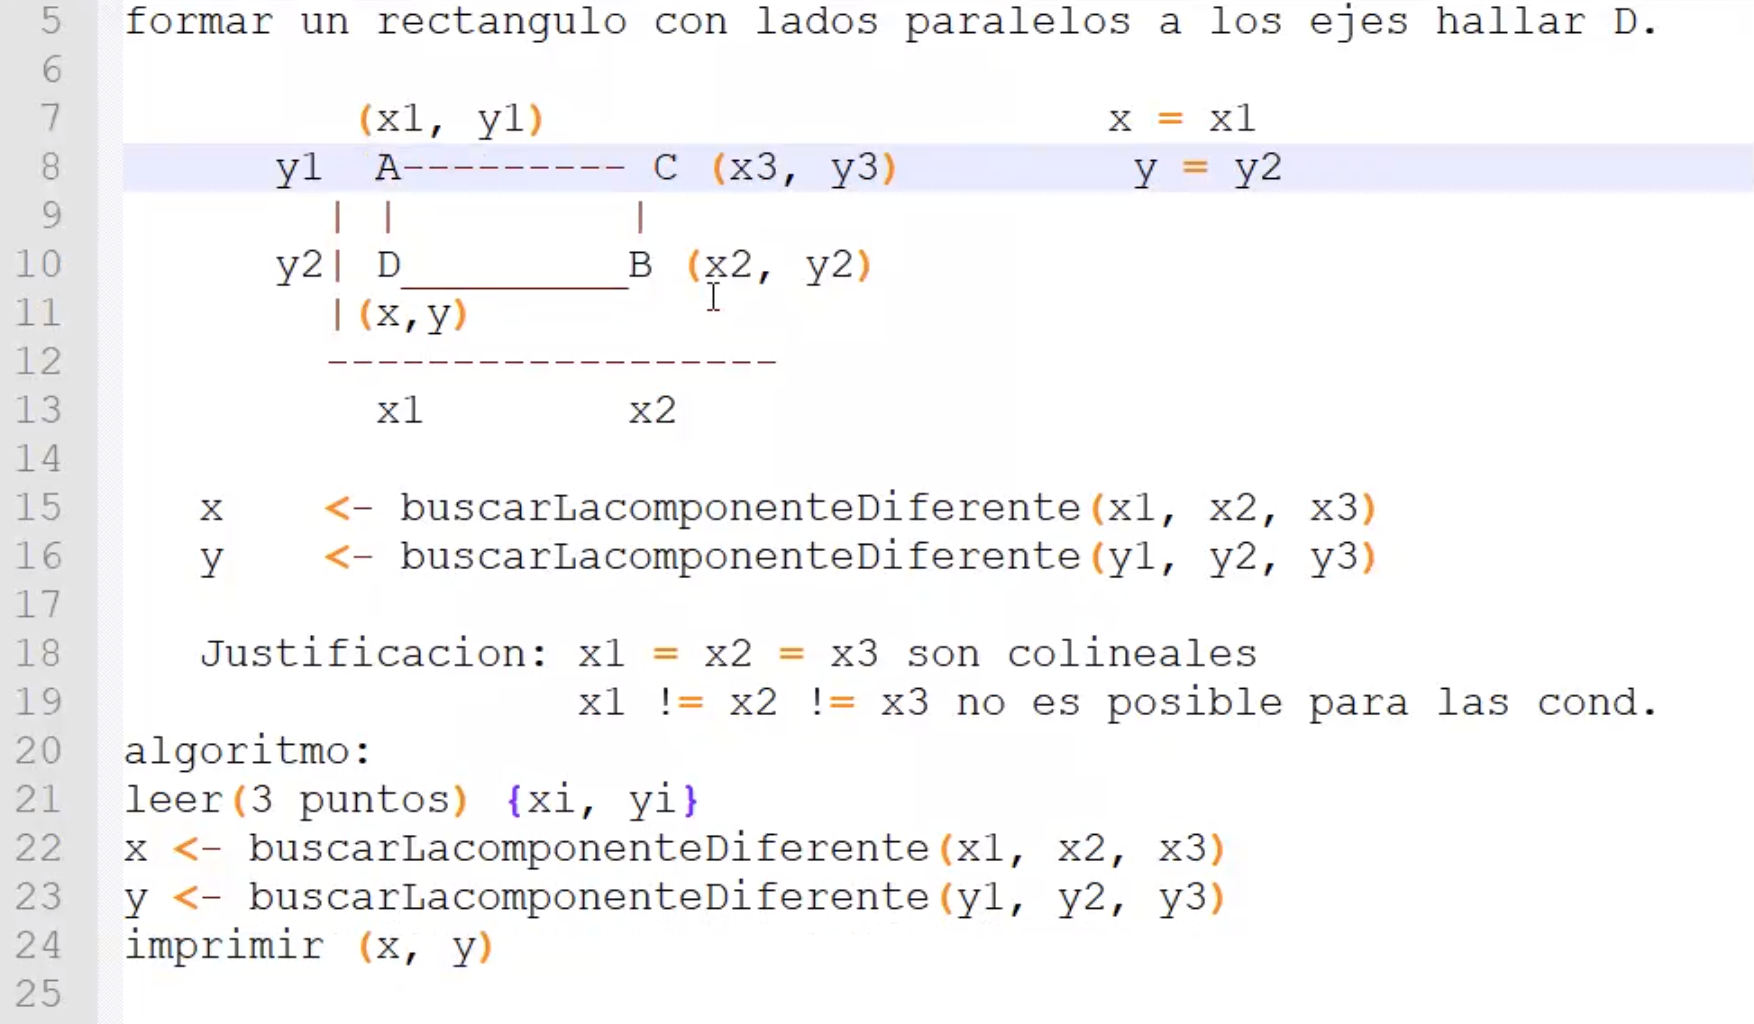 5 formar un rectangulo con lados paralelos a los ejes hallar D.
6
7 (x1, y1) x = x1
8 y1 A--------- C (x3, y3) y = y2
9 | | |
10 y2| D_________B (x2, y2)
11 |(x,y)
12 ------------------
13 x1 x2
14
15 x <- buscarLacomponenteDiferente(x1, x2, x3)
16 y <- buscarLacomponenteDiferente(y1, y2, y3)
17
18 Justificacion: x1 = x2 = x3 son colineales
19 x1 != x2 != x3 no es posible para las cond.
20 algoritmo:
21 leer(3 puntos) {xi, yi}
22 x <- buscarLacomponenteDiferente(x1, x2, x3)
23 y <- buscarLacomponenteDiferente(y1, y2, y3)
24 imprimir (x, y)
25